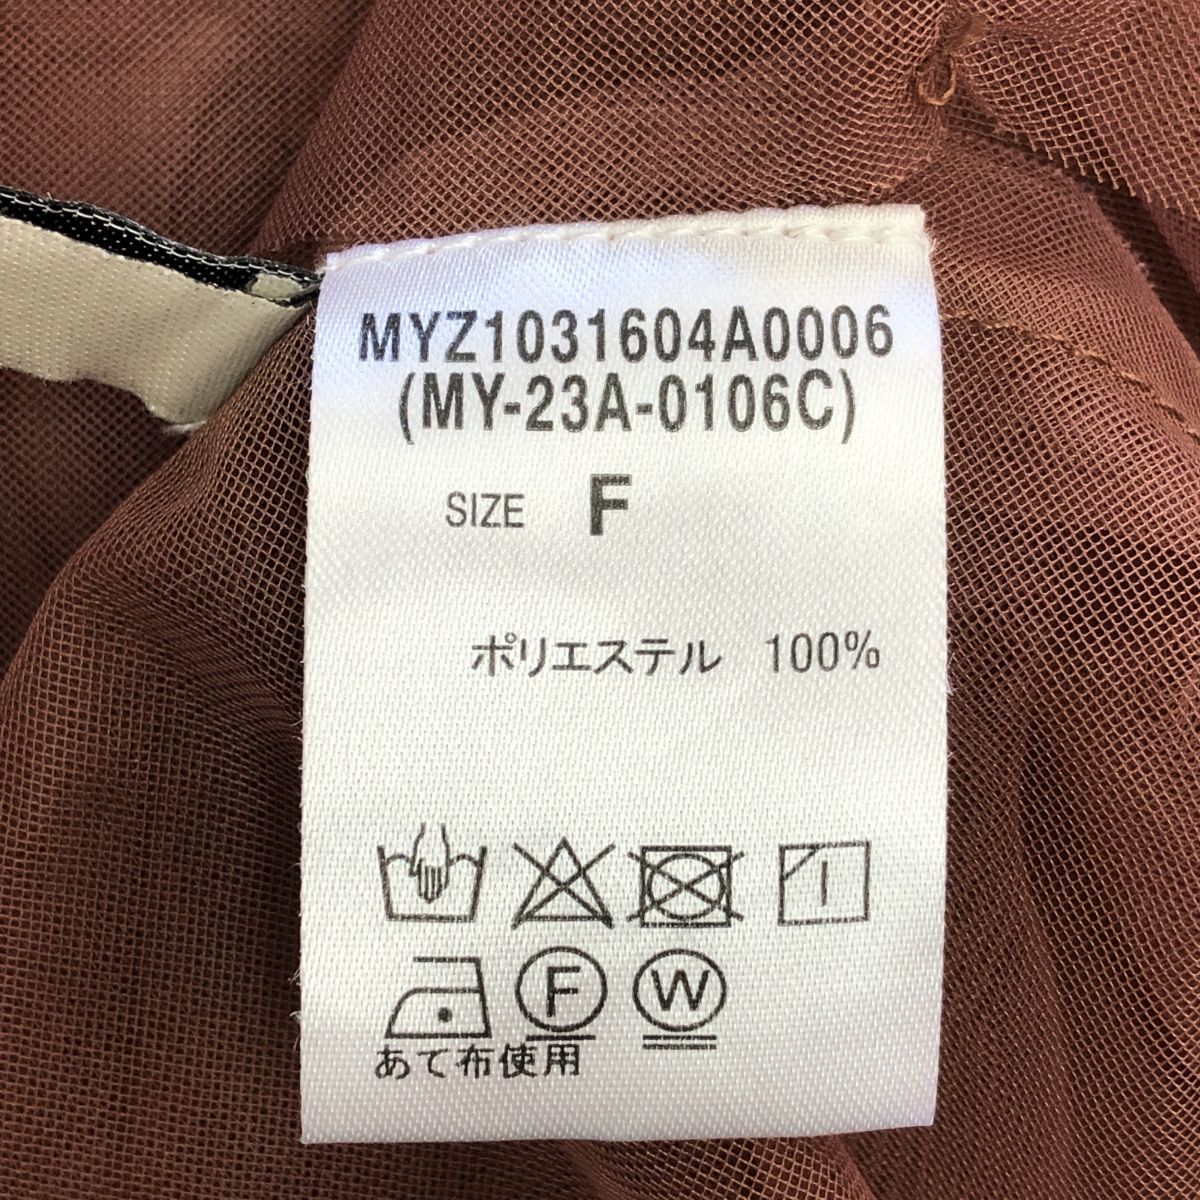 MYZ1031604A0006
(MY-23A-0106C)
SIZE F
ポリエステル 100%
F W
あて布使用